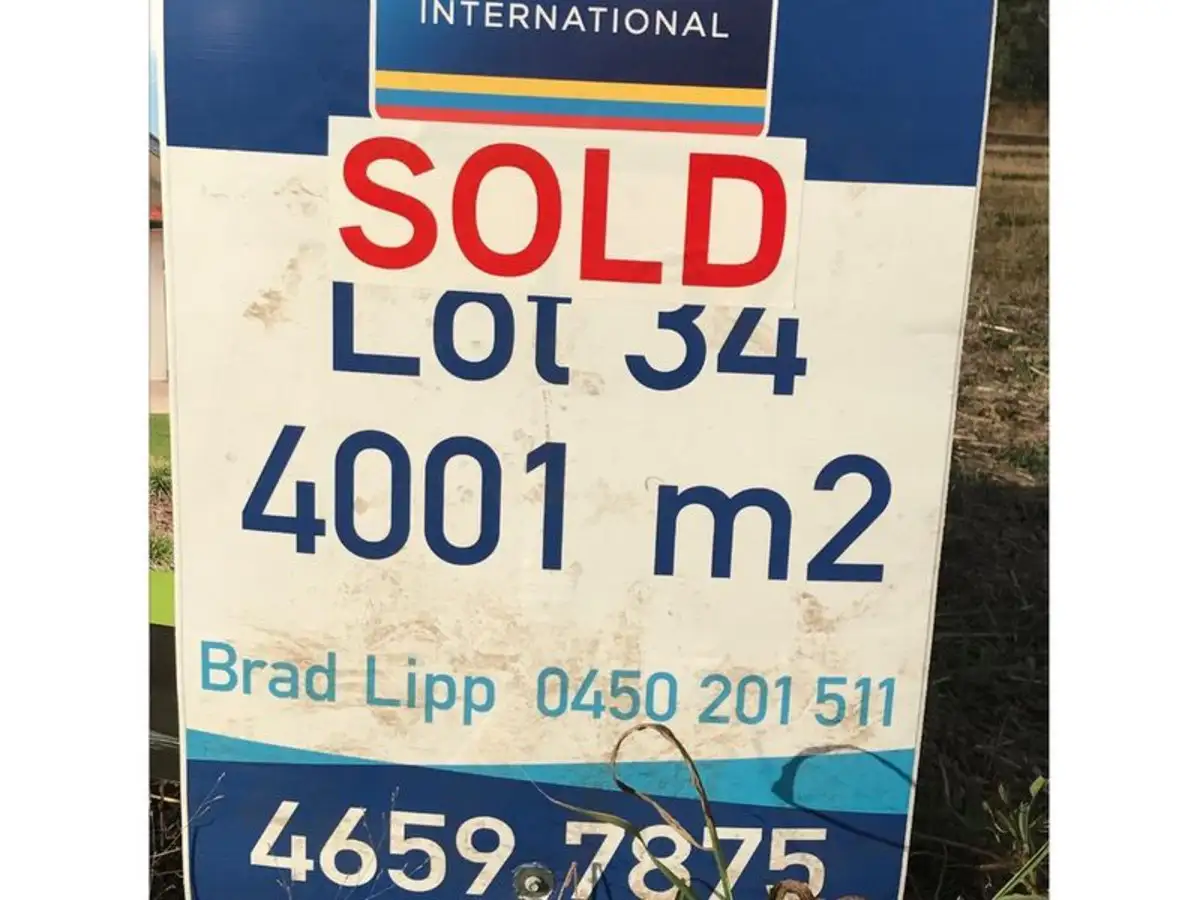 INTERNATIONAL
SOLD
Lot 34
4001 m2
Brad Lipp 0450 201 511
4659 7875